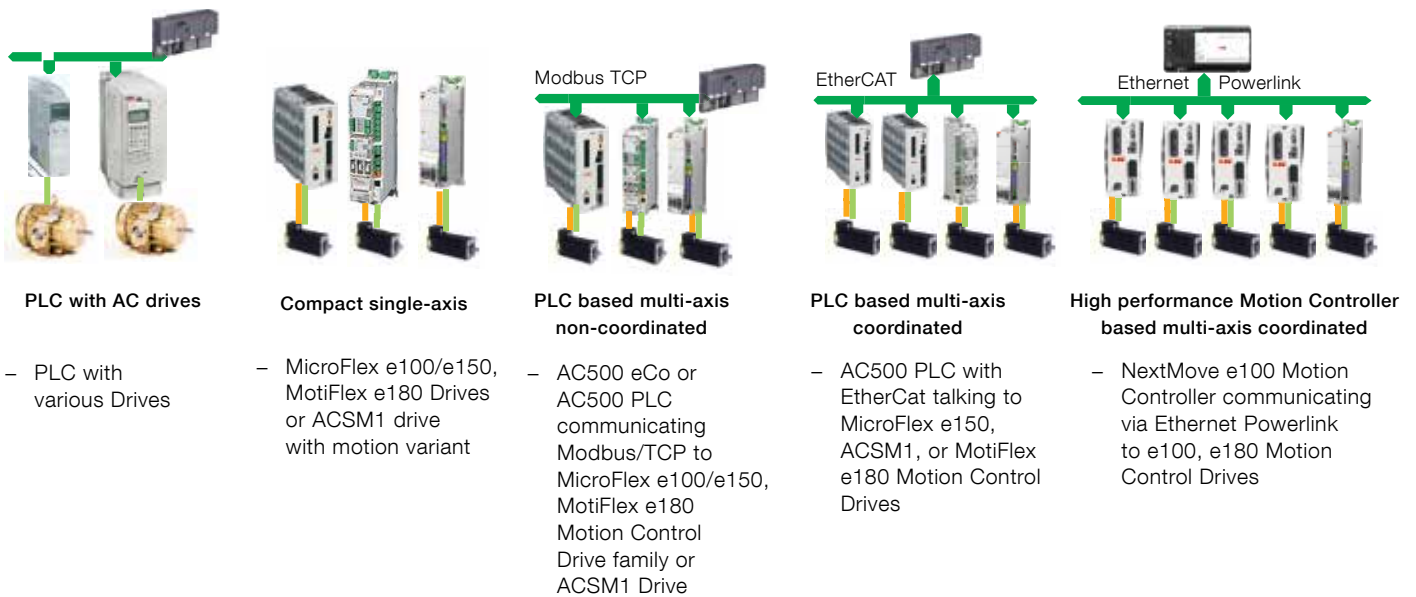 Modbus TCP
EtherCAT
Ethernet Powerlink
PLC with AC drives
– PLC with
various Drives
Compact single-axis
– MicroFlex e100/e150,
MotiFlex e180 Drives
or ACSM1 drive
with motion variant
PLC based multi-axis
non-coordinated
– AC500 eCo or
AC500 PLC
communicating
Modbus/TCP to
MicroFlex e100/e150,
MotiFlex e180
Motion Control
Drive family or
ACSM1 Drive
PLC based multi-axis
coordinated
– AC500 PLC with
EtherCat talking to
MicroFlex e150,
ACSM1, or MotiFlex
e180 Motion Control
Drives
High performance Motion Controller
based multi-axis coordinated
– NextMove e100 Motion
Controller communicating
via Ethernet Powerlink
to e100, e180 Motion
Control Drives